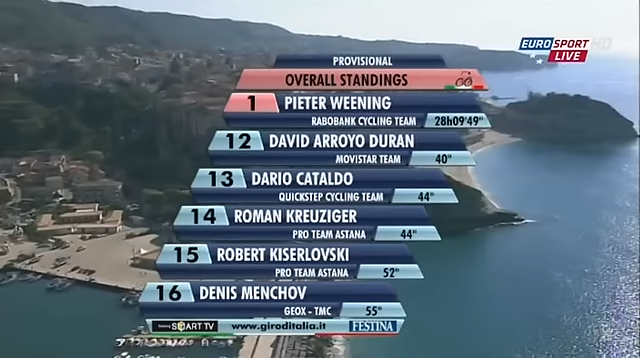 EUROSPORT HD
LIVE
PROVISIONAL
OVERALL STANDINGS
1 PIETER WEENING
RABOBANK CYCLING TEAM 28h09'49"
12 DAVID ARROYO DURAN
MOVISTAR TEAM 40"
13 DARIO CATALDO
QUICKSTEP CYCLING TEAM 44"
14 ROMAN KREUZIGER
PRO TEAM ASTANA 44"
15 ROBERT KISERLOVSKI
PRO TEAM ASTANA 52"
16 DENIS MENCHOV
GEOX - TMC 55"
SMART TV www.giroditalia.it FESTINA